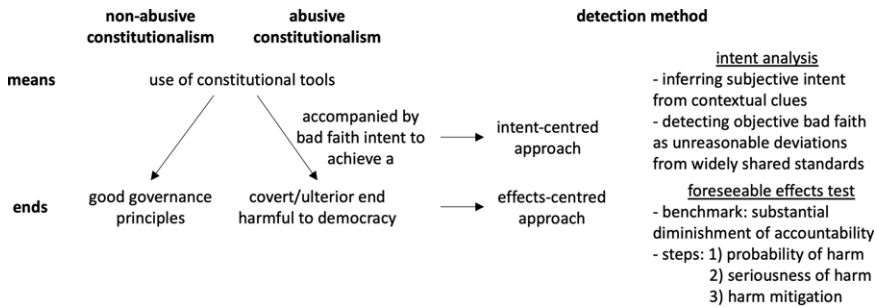 non-abusive
constitutionalism
abusive
constitutionalism
detection method
means
use of constitutional tools
accompanied by
bad faith intent to
achieve a
intent-centred
approach
intent analysis
- inferring subjective intent
from contextual clues
- detecting objective bad faith
as unreasonable deviations
from widely shared standards
ends
good governance
principles
covert/ulterior end
harmful to democracy
effects-centred
approach
foreseeable effects test
- benchmark: substantial
diminishment of accountability
- steps: 1) probability of harm
2) seriousness of harm
3) harm mitigation